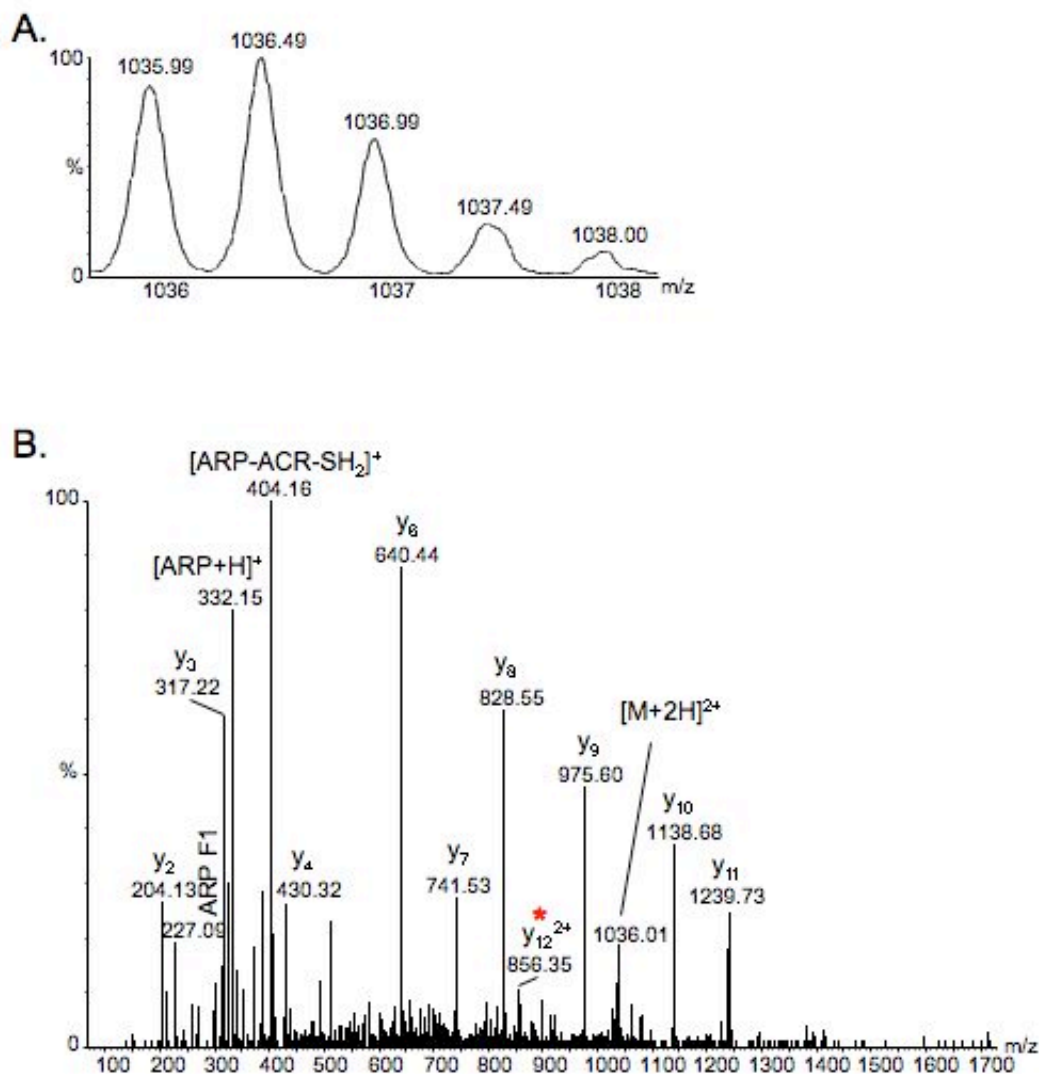 A.
100
%
0
1035.99
1036.49
1036.99
1037.49
1038.00
1036
1037
1038
m/z
B.
[ARP-ACR-SH₂]⁺
404.16
100
y₆
640.44
[ARP+H]⁺
332.15
y₃
317.22
y₈
828.55
[M+2H]²⁺
y₉
975.60
%
y₁₀
1138.68
ARP F1
y₂
204.13
227.09
y₄
430.32
y₇
741.53
y₁₁
1239.73
*
y₁₂²⁺
856.35
1036.01
0
100 200 300 400 500 600 700 800 900 1000 1100 1200 1300 1400 1500 1600 1700
m/z